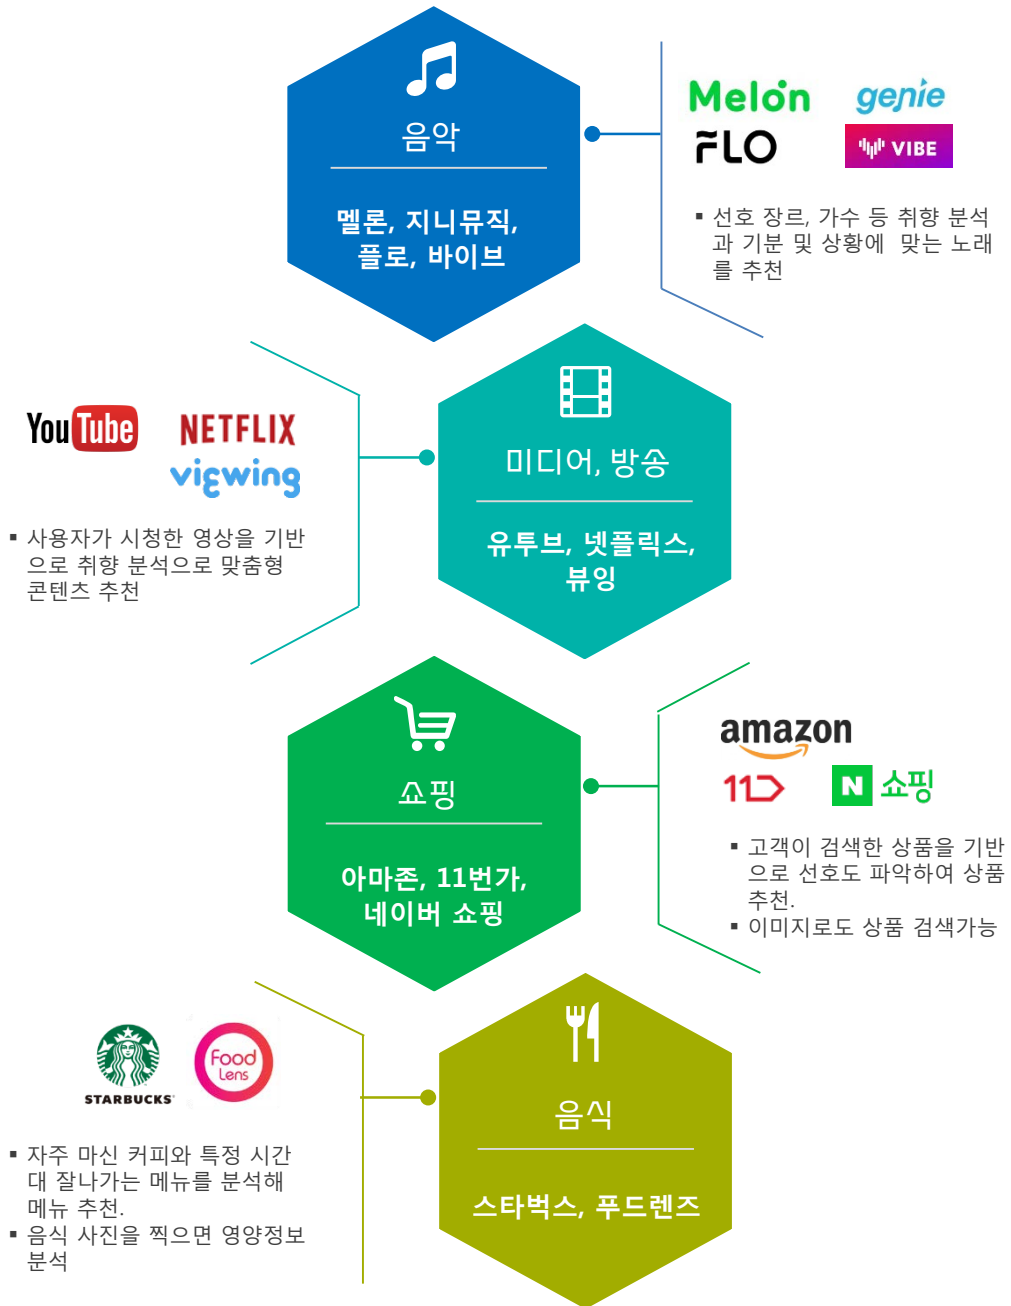 음악
멜론, 지니뮤직,
플로, 바이브
Melon
genie
FLO
VIBE
▪ 선호 장르, 가수 등 취향 분석
과 기분 및 상황에 맞는 노래
를 추천
YouTube
NETFLIX
viewing
▪ 사용자가 시청한 영상을 기반
으로 취향 분석으로 맞춤형
콘텐츠 추천
미디어, 방송
유투브, 넷플릭스,
뷰잉
쇼핑
아마존, 11번가,
네이버 쇼핑
amazon
11
N 쇼핑
▪ 고객이 검색한 상품을 기반
으로 선호도 파악하여 상품
추천.
▪ 이미지로도 상품 검색가능
STARBUCKS
Food
Lens
▪ 자주 마신 커피와 특정 시간
대 잘나가는 메뉴를 분석해
메뉴 추천.
▪ 음식 사진을 찍으면 영양정보
분석
음식
스타벅스, 푸드렌즈